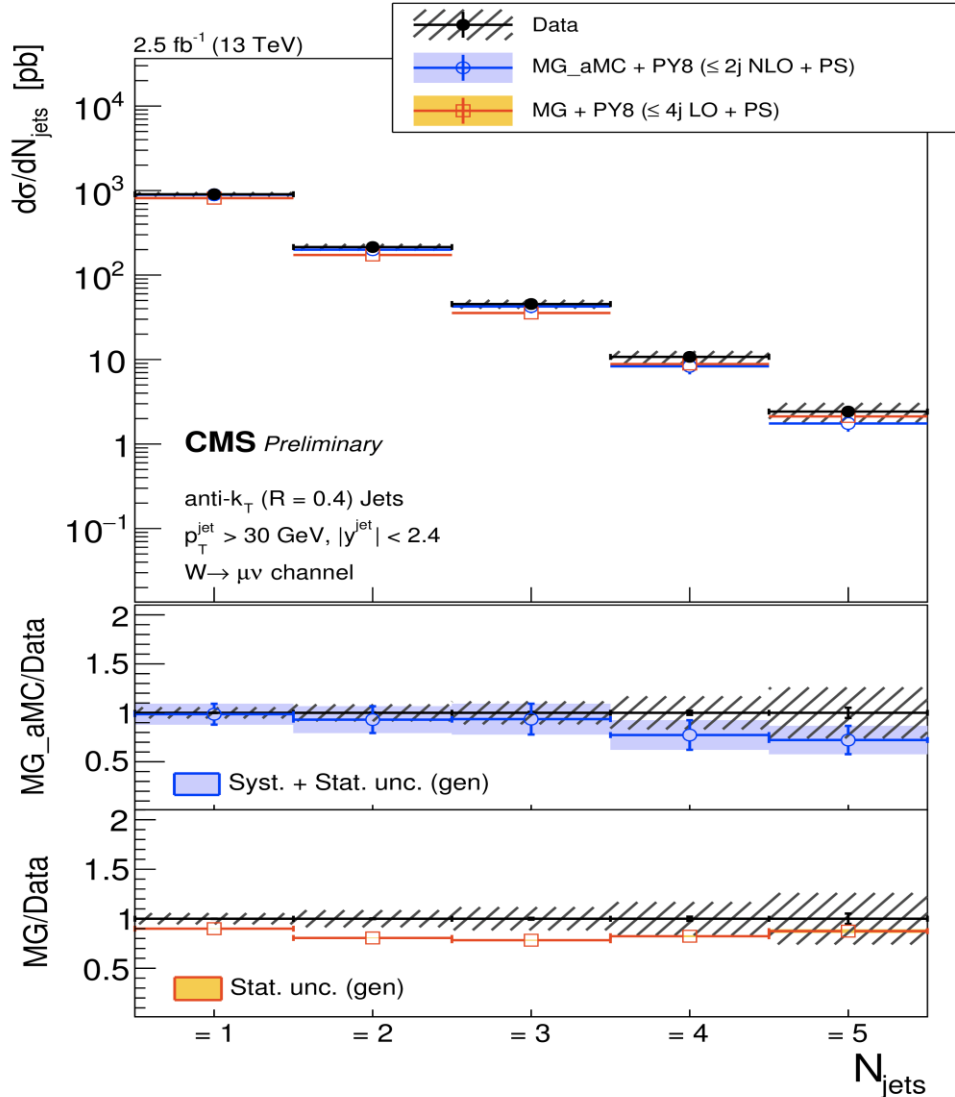 2.5 fb⁻¹ (13 TeV)
Data
MG_aMC + PY8 (≤ 2j NLO + PS)
MG + PY8 (≤ 4j LO + PS)
dσ/dN_jets [pb]
10⁴
10³
10²
10
1
10⁻¹
CMS Preliminary
anti-k_T (R = 0.4) Jets
p_T^jet > 30 GeV, |y^jet| < 2.4
W→ μν channel
MG_aMC/Data
2
1.5
1
0.5
Syst. + Stat. unc. (gen)
MG/Data
2
1.5
1
0.5
Stat. unc. (gen)
= 1
= 2
= 3
= 4
= 5
N_jets